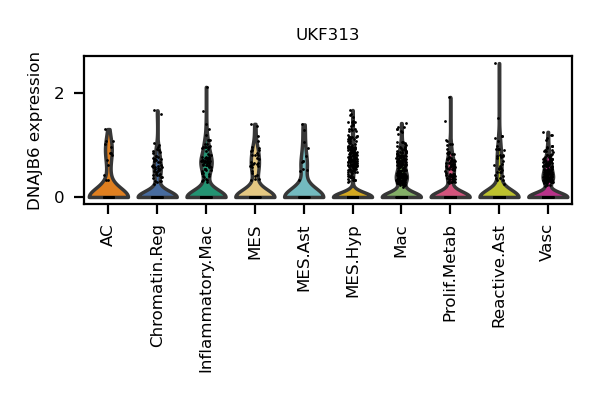 UKF313
DNAJB6 expression
2
0
AC
Chromatin.Reg
Inflammatory.Mac
MES
MES.Ast
MES.Hyp
Mac
Prolif.Metab
Reactive.Ast
Vasc